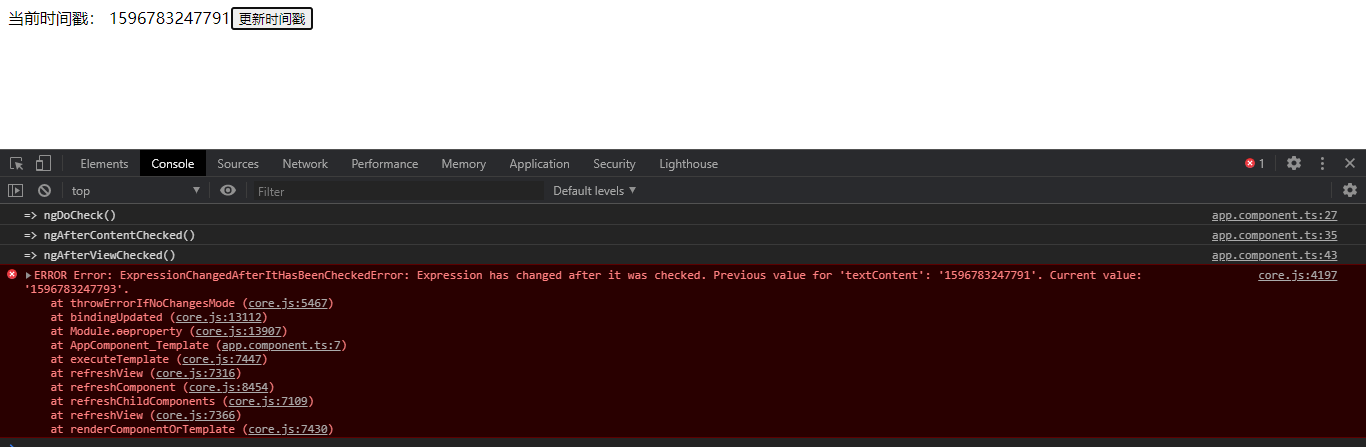 当前时间戳： 1596783247791 更新时间戳
Elements Console Sources Network Performance Memory Application Security Lighthouse 1
top Filter Default levels
=> ngDoCheck() app.component.ts:27
=> ngAfterContentChecked() app.component.ts:35
=> ngAfterViewChecked() app.component.ts:43
ERROR Error: ExpressionChangedAfterItHasBeenCheckedError: Expression has changed after it was checked. Previous value for 'textContent': '1596783247791'. Current value: core.js:4197
'1596783247793'.
at throwErrorIfNoChangesMode (core.js:5467)
at bindingUpdated (core.js:13112)
at Module.ɵɵproperty (core.js:13907)
at AppComponent_Template (app.component.ts:7)
at executeTemplate (core.js:7447)
at refreshView (core.js:7316)
at refreshComponent (core.js:8454)
at refreshChildComponents (core.js:7109)
at refreshView (core.js:7366)
at renderComponentOrTemplate (core.js:7430)